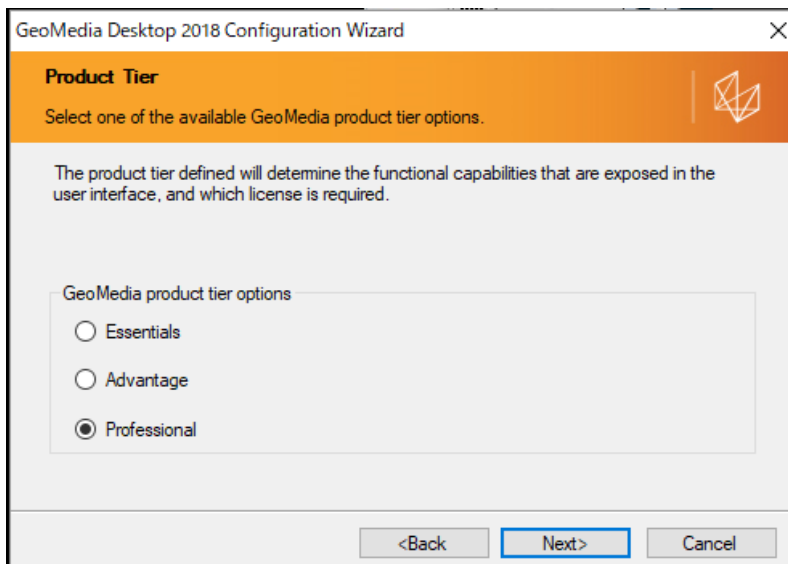 GeoMedia Desktop 2018 Configuration Wizard
Product Tier
Select one of the available GeoMedia product tier options.
The product tier defined will determine the functional capabilities that are exposed in the
user interface, and which license is required.
GeoMedia product tier options
Essentials
Advantage
Professional
<Back Next> Cancel